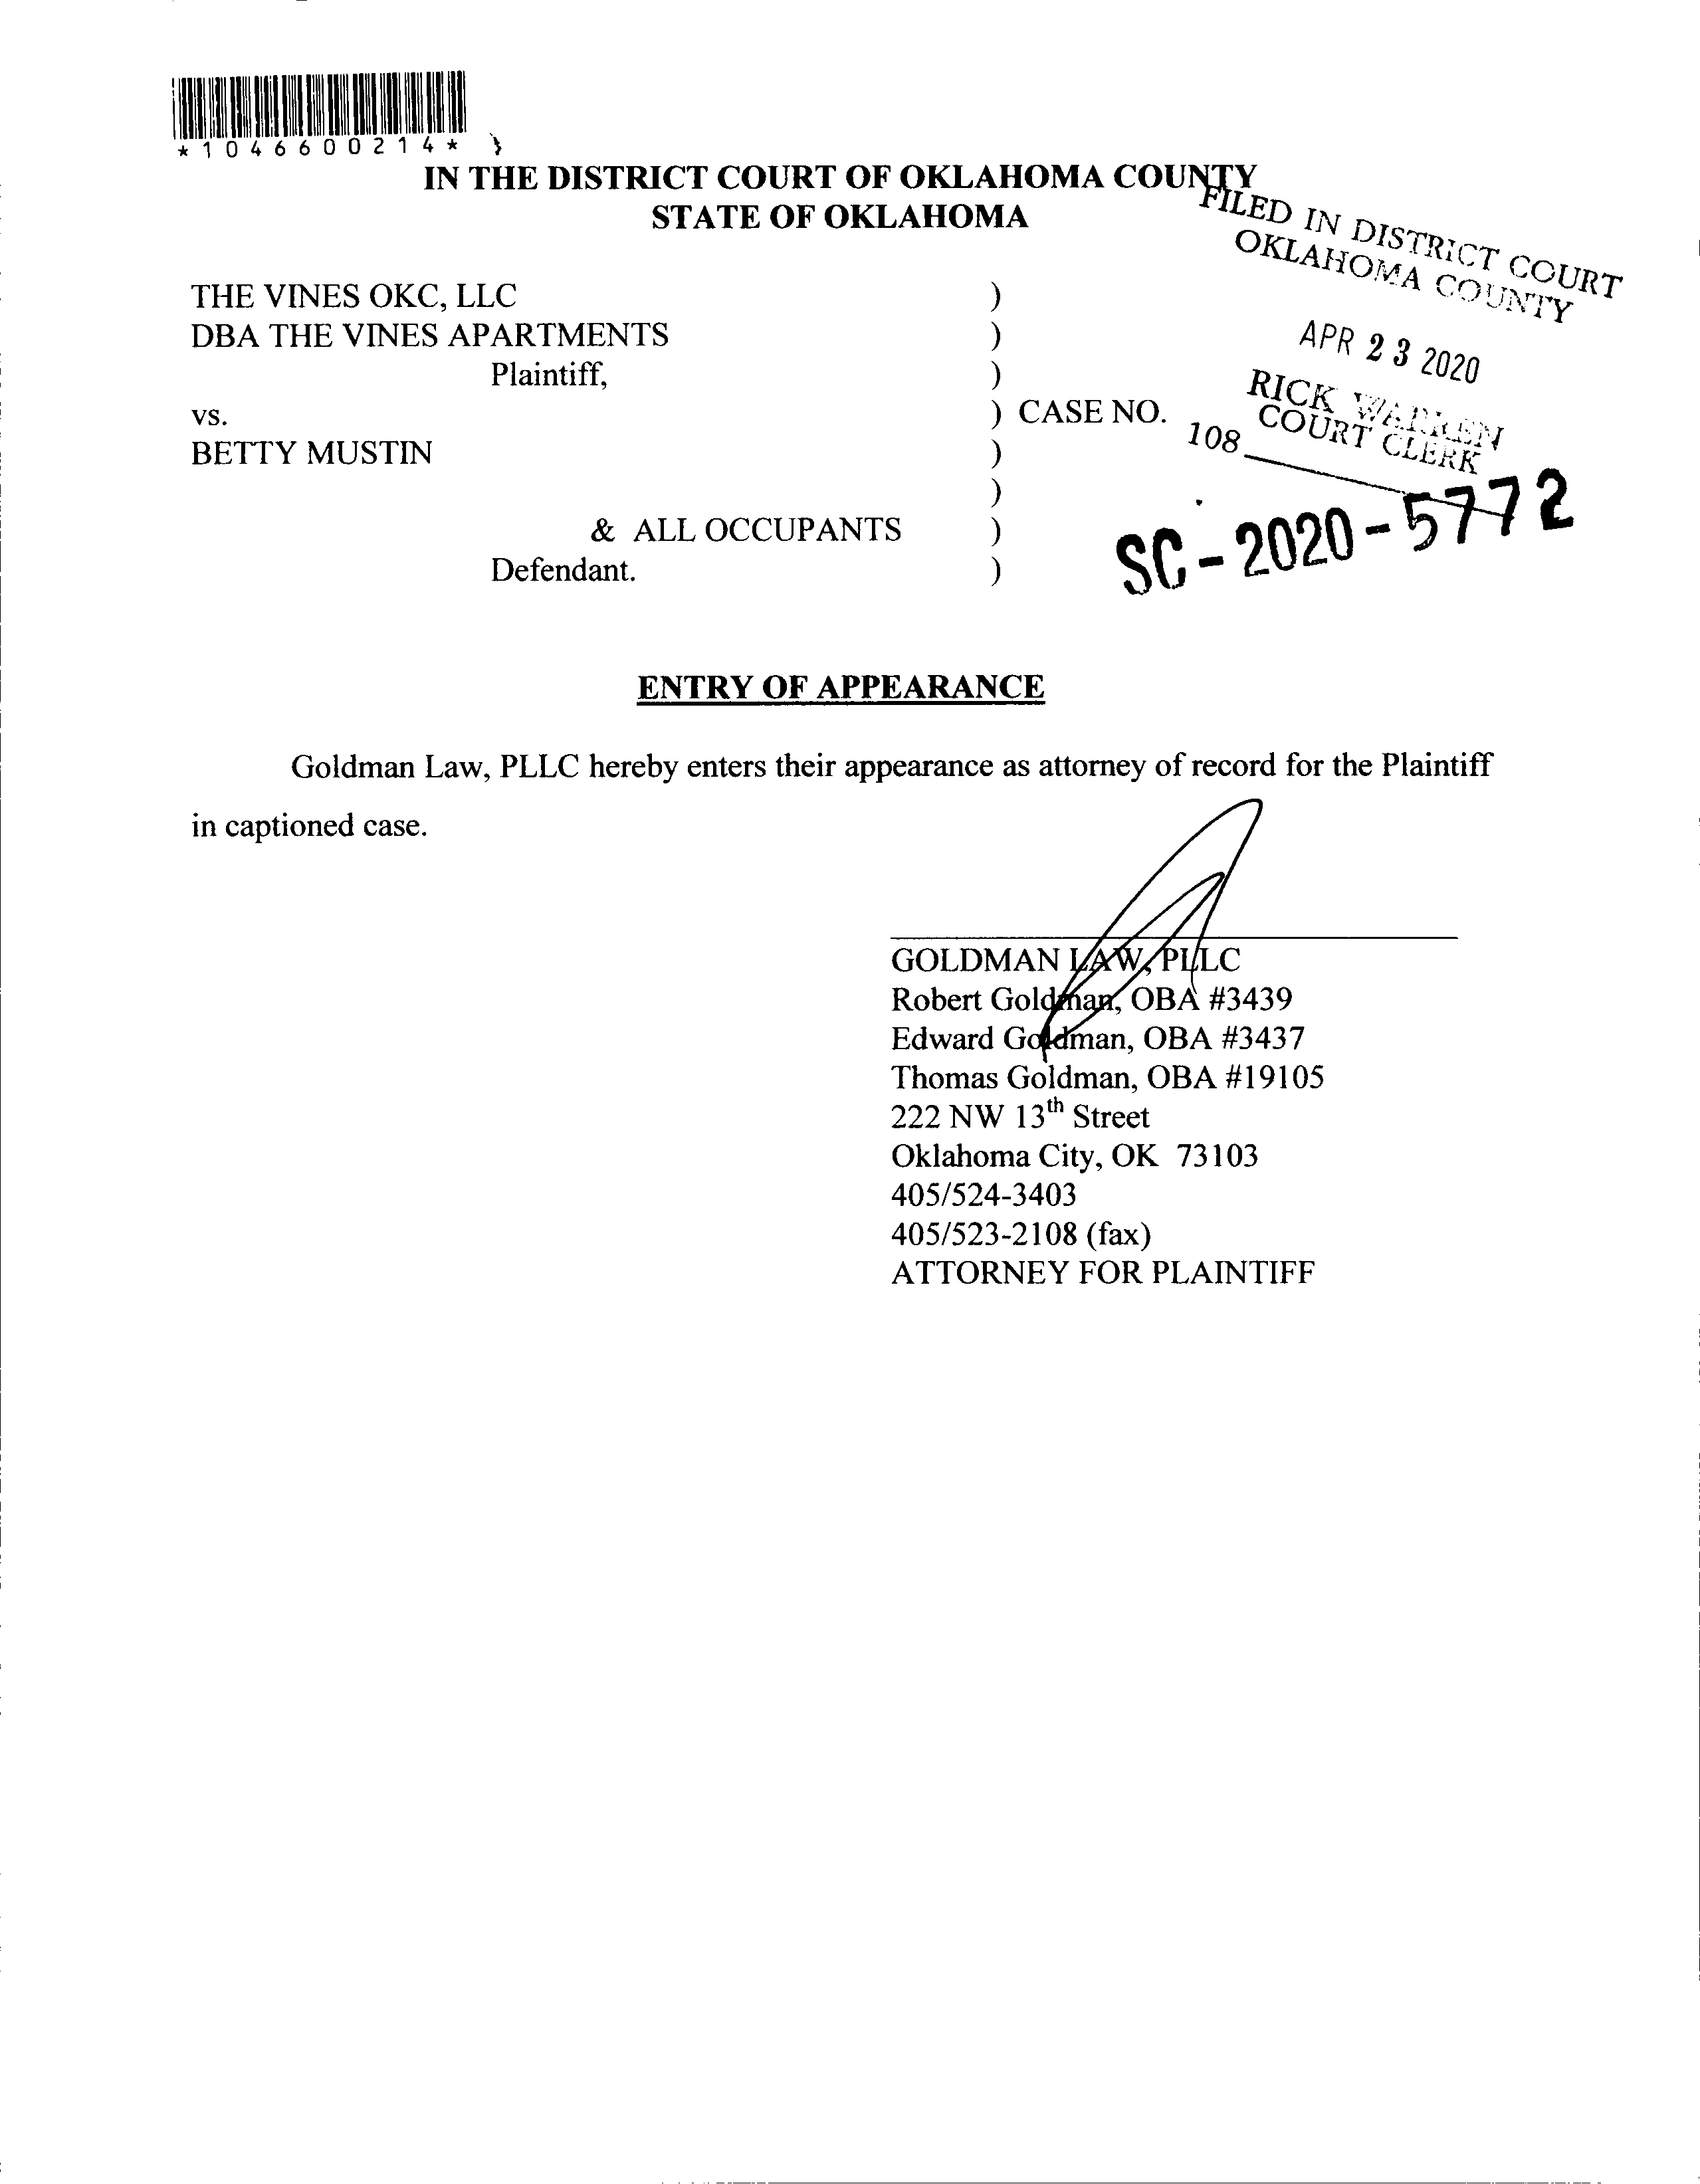 *1046600214*
IN THE DISTRICT COURT OF OKLAHOMA COUNTY
STATE OF OKLAHOMA
FILED IN DISTRICT COURT
OKLAHOMA COUNTY
APR 23 2020
RICK WARREN
COURT CLERK
108
THE VINES OKC, LLC )
DBA THE VINES APARTMENTS )
Plaintiff, )
vs. ) CASE NO.
BETTY MUSTIN )
)
& ALL OCCUPANTS )
Defendant. )
SC-2020-5772
ENTRY OF APPEARANCE
Goldman Law, PLLC hereby enters their appearance as attorney of record for the Plaintiff
in captioned case.
GOLDMAN LAW, PLLC
Robert Goldman, OBA #3439
Edward Goldman, OBA #3437
Thomas Goldman, OBA #19105
222 NW 13th Street
Oklahoma City, OK 73103
405/524-3403
405/523-2108 (fax)
ATTORNEY FOR PLAINTIFF